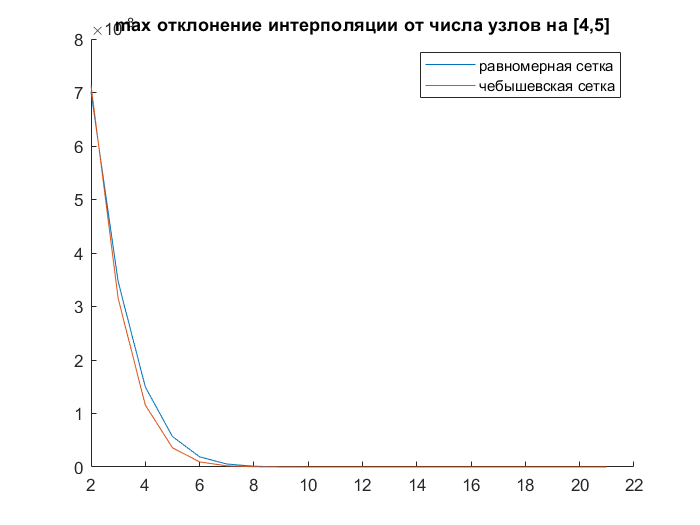 max отклонение интерполяции от числа узлов на [4,5]
×10
равномерная сетка
чебышевская сетка
8
7
6
5
4
3
2
1
0
2 4 6 8 10 12 14 16 18 20 22